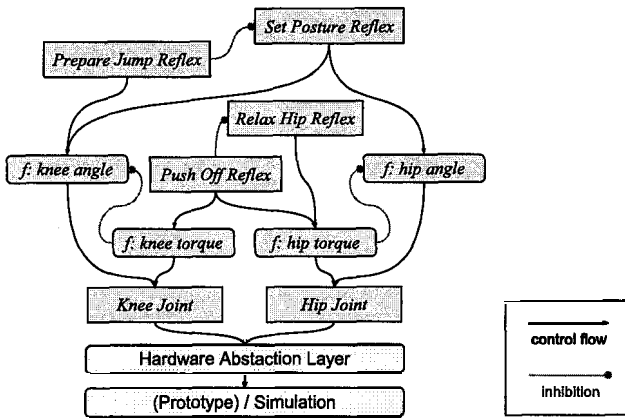 Set Posture Reflex
Prepare Jump Reflex
Relax Hip Reflex
f: knee angle
Push Off Reflex
f: hip angle
f: knee torque
f: hip torque
Knee Joint
Hip Joint
Hardware Abstaction Layer
(Prototype) / Simulation
control flow
inhibition